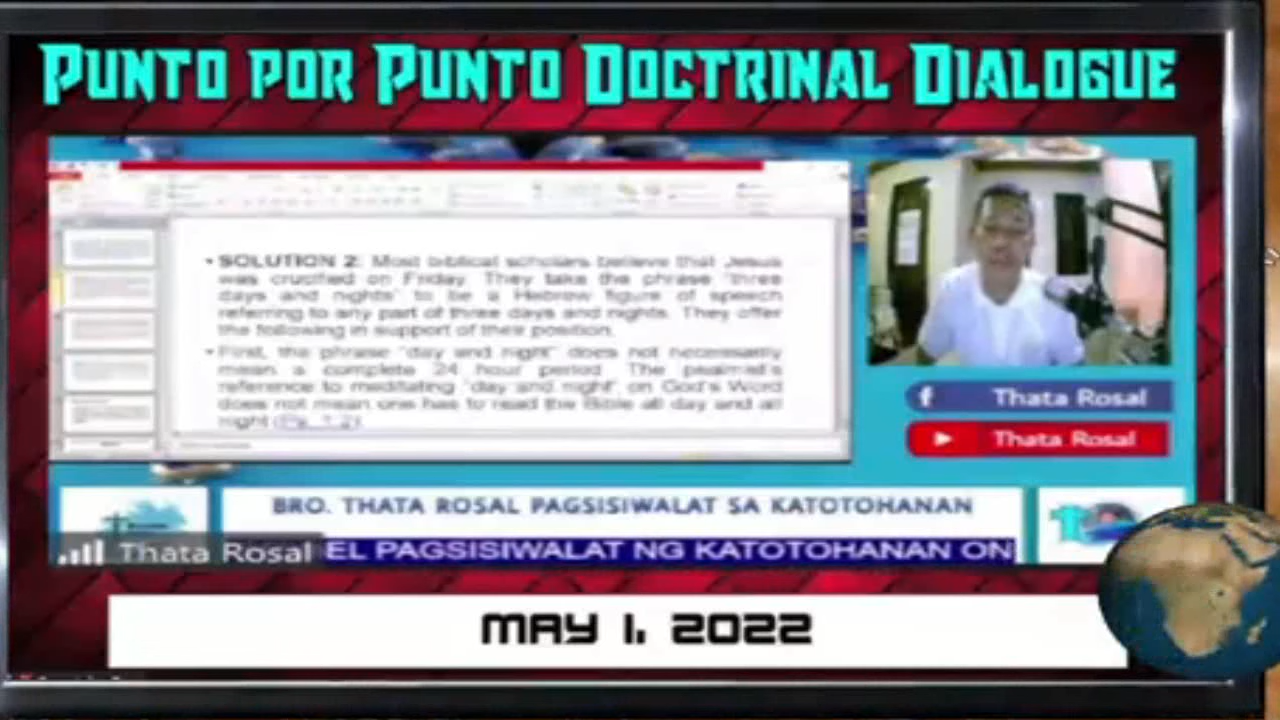 PUNTO POR PUNTO DOCTRINAL DIALOGUE
• SOLUTION 2: Most biblical scholars believe that Jesus
was crucified on Friday. They take the phrase "three
days and nights" to be a Hebrew figure of speech
referring to any part of three days and nights. They offer
the following in support of their position.
• First, the phrase "day and night" does not necessarily
mean a complete 24 hour period. The psalmist's
reference to meditating "day and night" on God's Word
does not mean one has to read the Bible all day and all
night (Ps. 1:2)
Thata Rosal
Thata Rosal
BRO. THATA ROSAL PAGSISIWALAT SA KATOTOHANAN
Thata Rosal
EL PAGSISIWALAT NG KATOTOHANAN ON
MAY 1, 2022